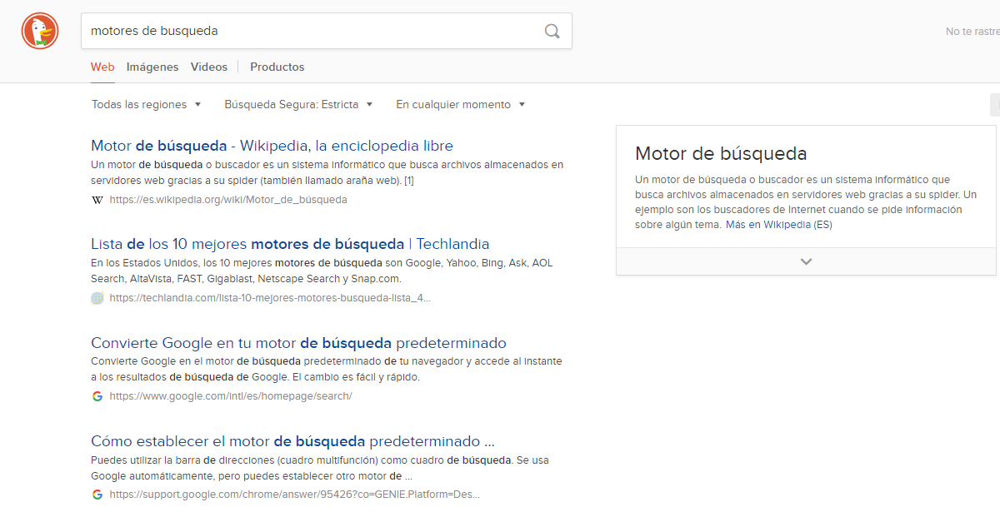 motores de busqueda
No te rastre
Web Imágenes Videos Productos
Todas las regiones Búsqueda Segura: Estricta En cualquier momento
Motor de búsqueda - Wikipedia, la enciclopedia libre
Un motor de búsqueda o buscador es un sistema informático que busca archivos almacenados en
servidores web gracias a su spider (también llamado araña web). [1]
W https://es.wikipedia.org/wiki/Motor_de_búsqueda
Lista de los 10 mejores motores de búsqueda | Techlandia
En los Estados Unidos, los 10 mejores motores de búsqueda son Google, Yahoo, Bing, Ask, AOL
Search, AltaVista, FAST, Gigablast, Netscape Search y Snap.com.
https://techlandia.com/lista-10-mejores-motores-busqueda-lista_4...
Convierte Google en tu motor de búsqueda predeterminado
Convierte Google en el motor de búsqueda predeterminado de tu navegador y accede al instante
a los resultados de búsqueda de Google. El cambio es fácil y rápido.
G https://www.google.com/intl/es/homepage/search/
Cómo establecer el motor de búsqueda predeterminado ...
Puedes utilizar la barra de direcciones (cuadro multifunción) como cuadro de búsqueda. Se usa
Google automáticamente, pero puedes establecer otro motor de ...
G https://support.google.com/chrome/answer/95426?co=GENIE.Platform=Des...
Motor de búsqueda
Un motor de búsqueda o buscador es un sistema informático que
busca archivos almacenados en servidores web gracias a su spider. Un
ejemplo son los buscadores de Internet cuando se pide información
sobre algún tema. Más en Wikipedia (ES)